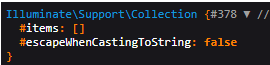 Illuminate\Support\Collection {#378 ▼ //
  #items: []
  #escapeWhenCastingToString: false
}